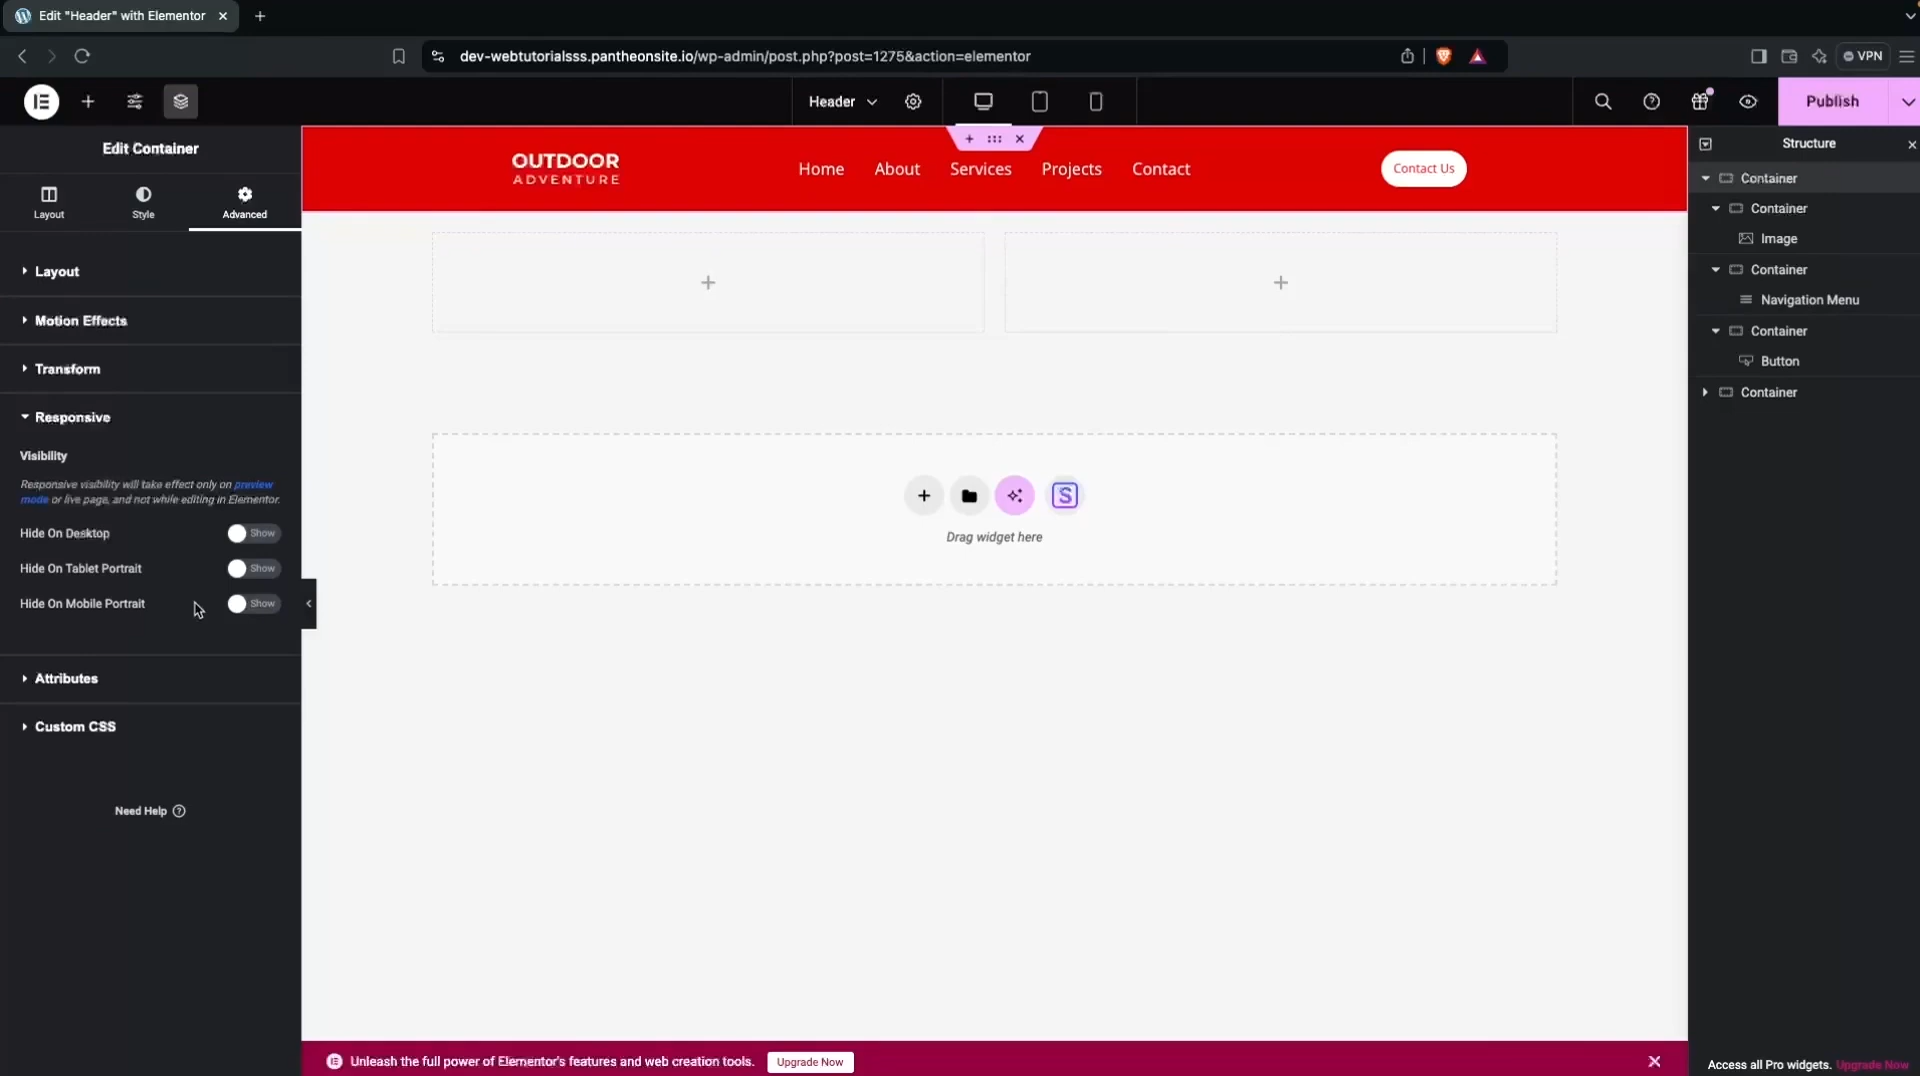 Edit "Header" with Elementor
dev-webtutorialsss.pantheonsite.io/wp-admin/post.php?post=1275&action=elementor
VPN
Header
Publish
Edit Container
Layout
Style
Advanced
Layout
Motion Effects
Transform
Responsive
Visibility
Responsive visibility will take effect only on preview
mode or live page, and not while editing in Elementor.
Hide On Desktop
Show
Hide On Tablet Portrait
Show
Hide On Mobile Portrait
Show
Attributes
Custom CSS
Need Help
OUTDOOR
ADVENTURE
Home
About
Services
Projects
Contact
Contact Us
Drag widget here
Unleash the full power of Elementor's features and web creation tools.
Upgrade Now
Structure
Container
Container
Image
Container
Navigation Menu
Container
Button
Container
Access all Pro widgets. Upgrade Now